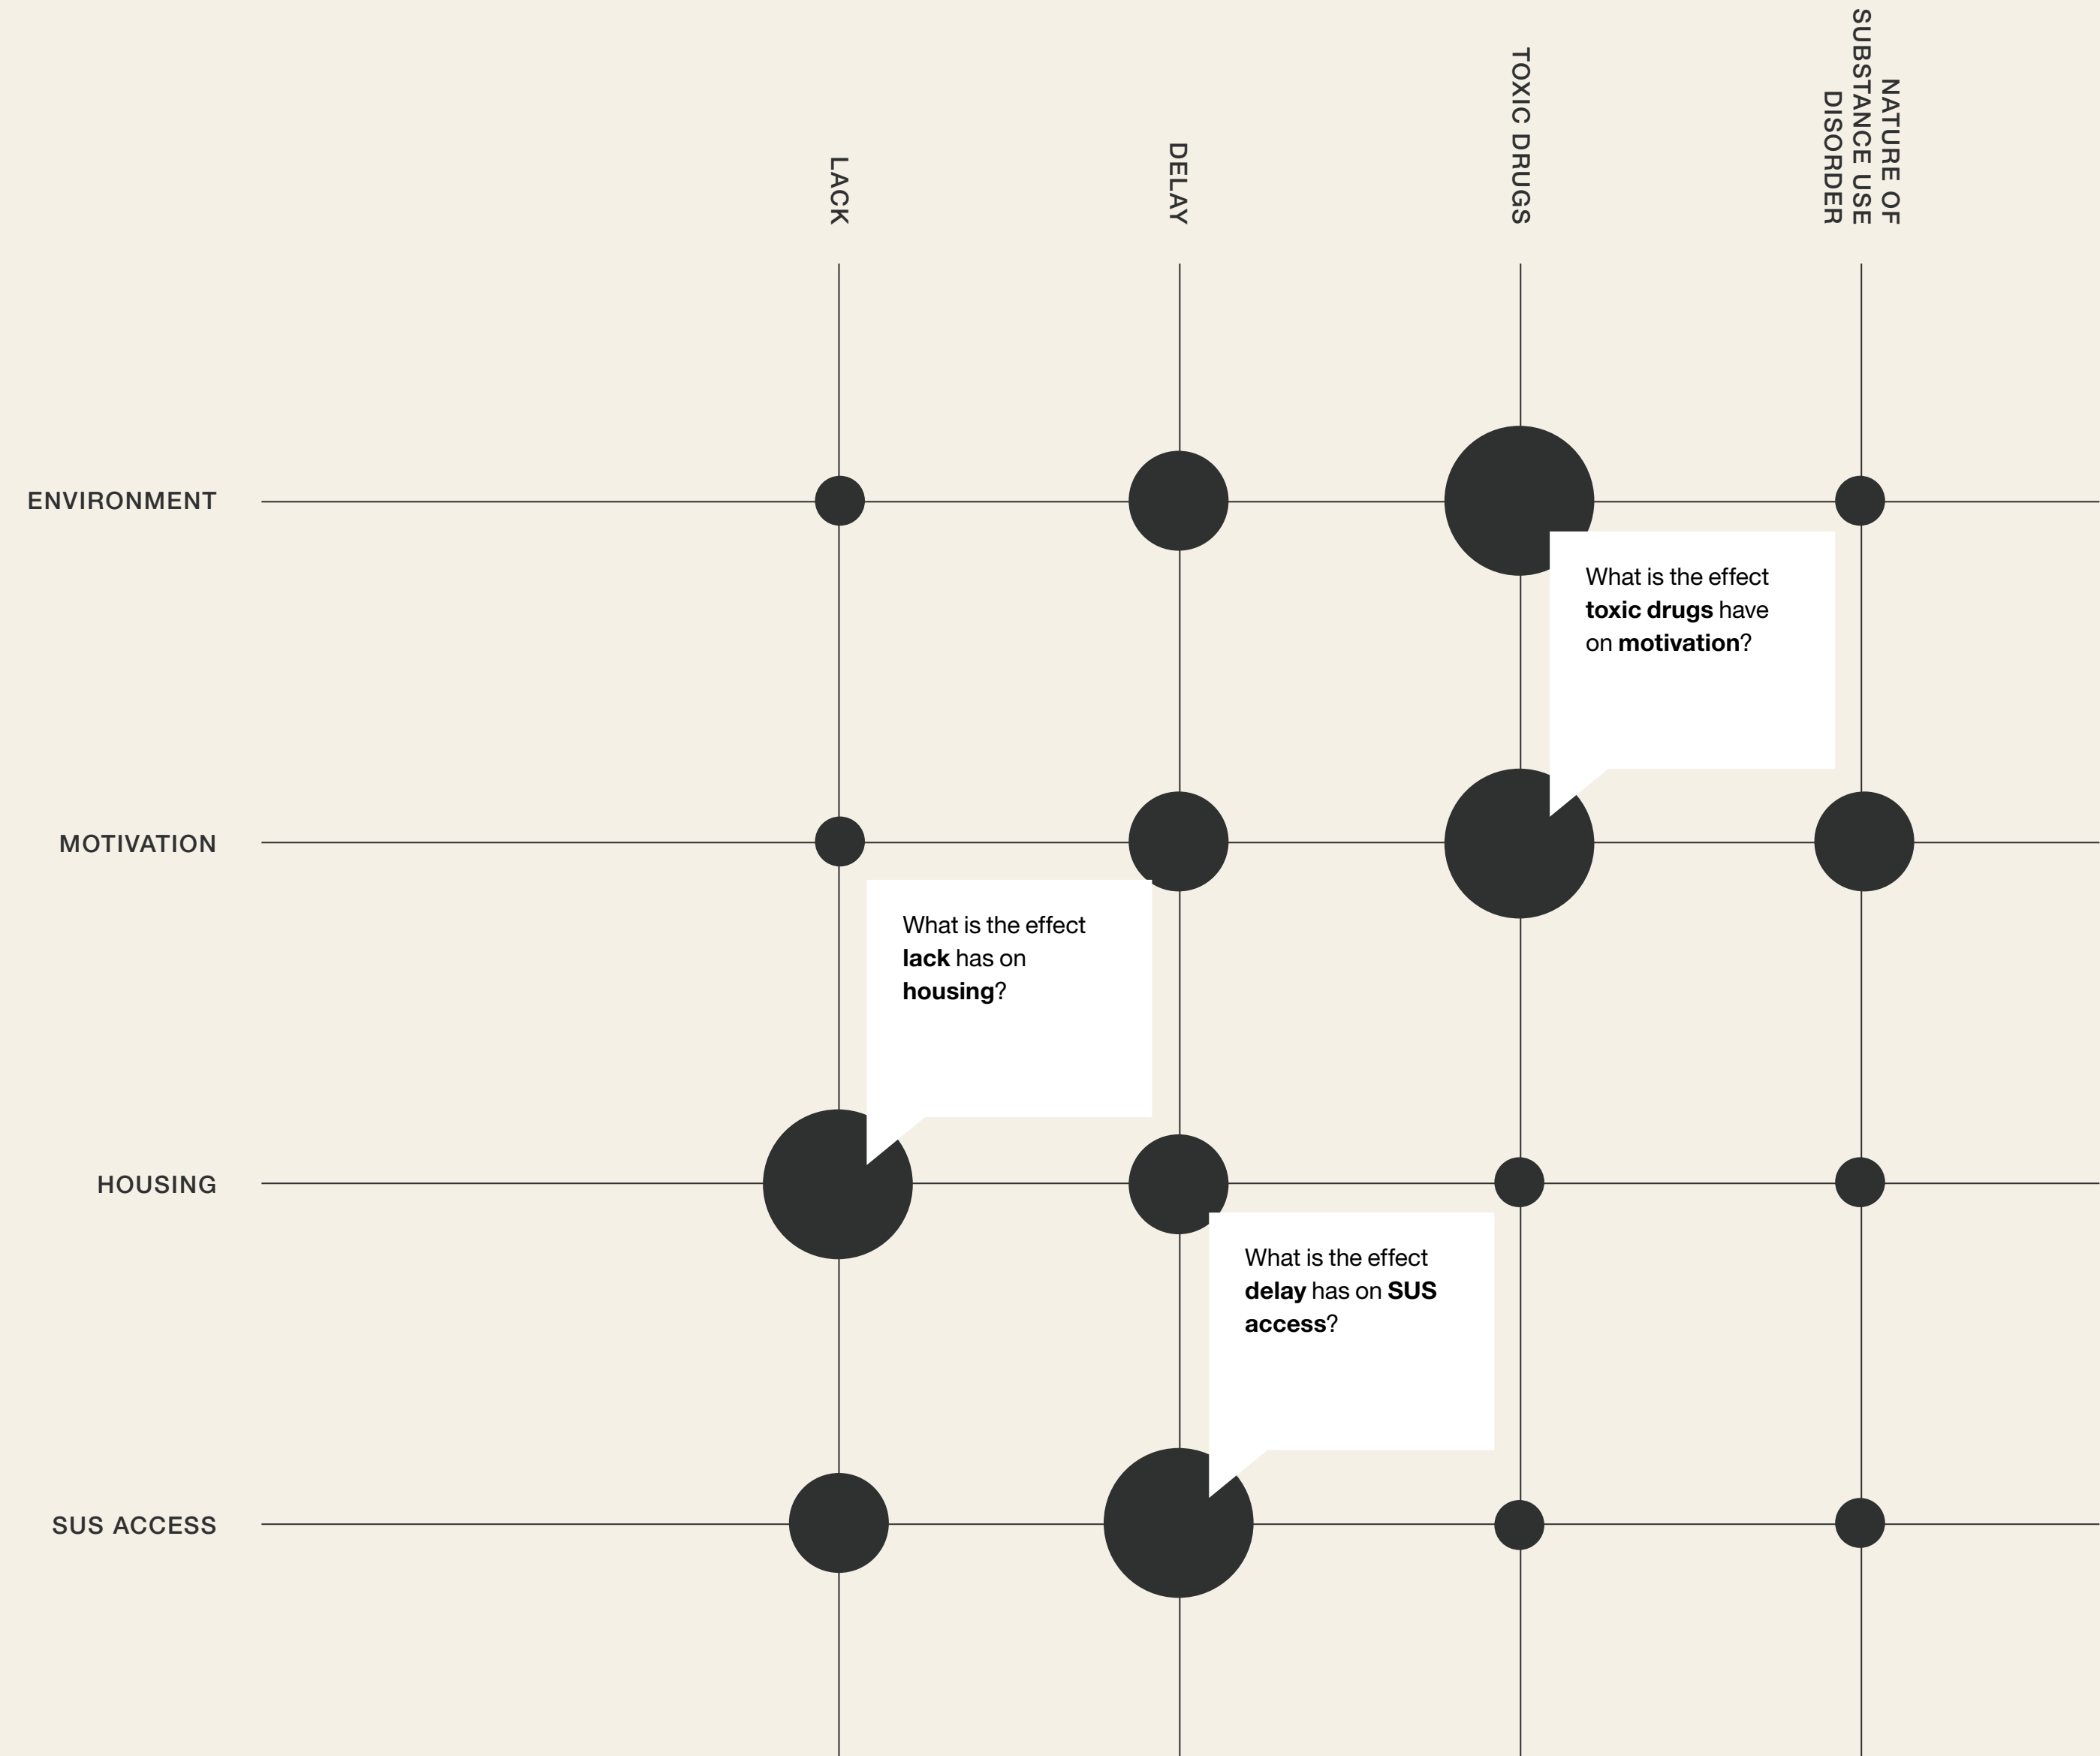 LACK
DELAY
TOXIC DRUGS
NATURE OF
SUBSTANCE USE
DISORDER
ENVIRONMENT
What is the effect
toxic drugs have
on motivation?
MOTIVATION
What is the effect
lack has on
housing?
HOUSING
What is the effect
delay has on SUS
access?
SUS ACCESS